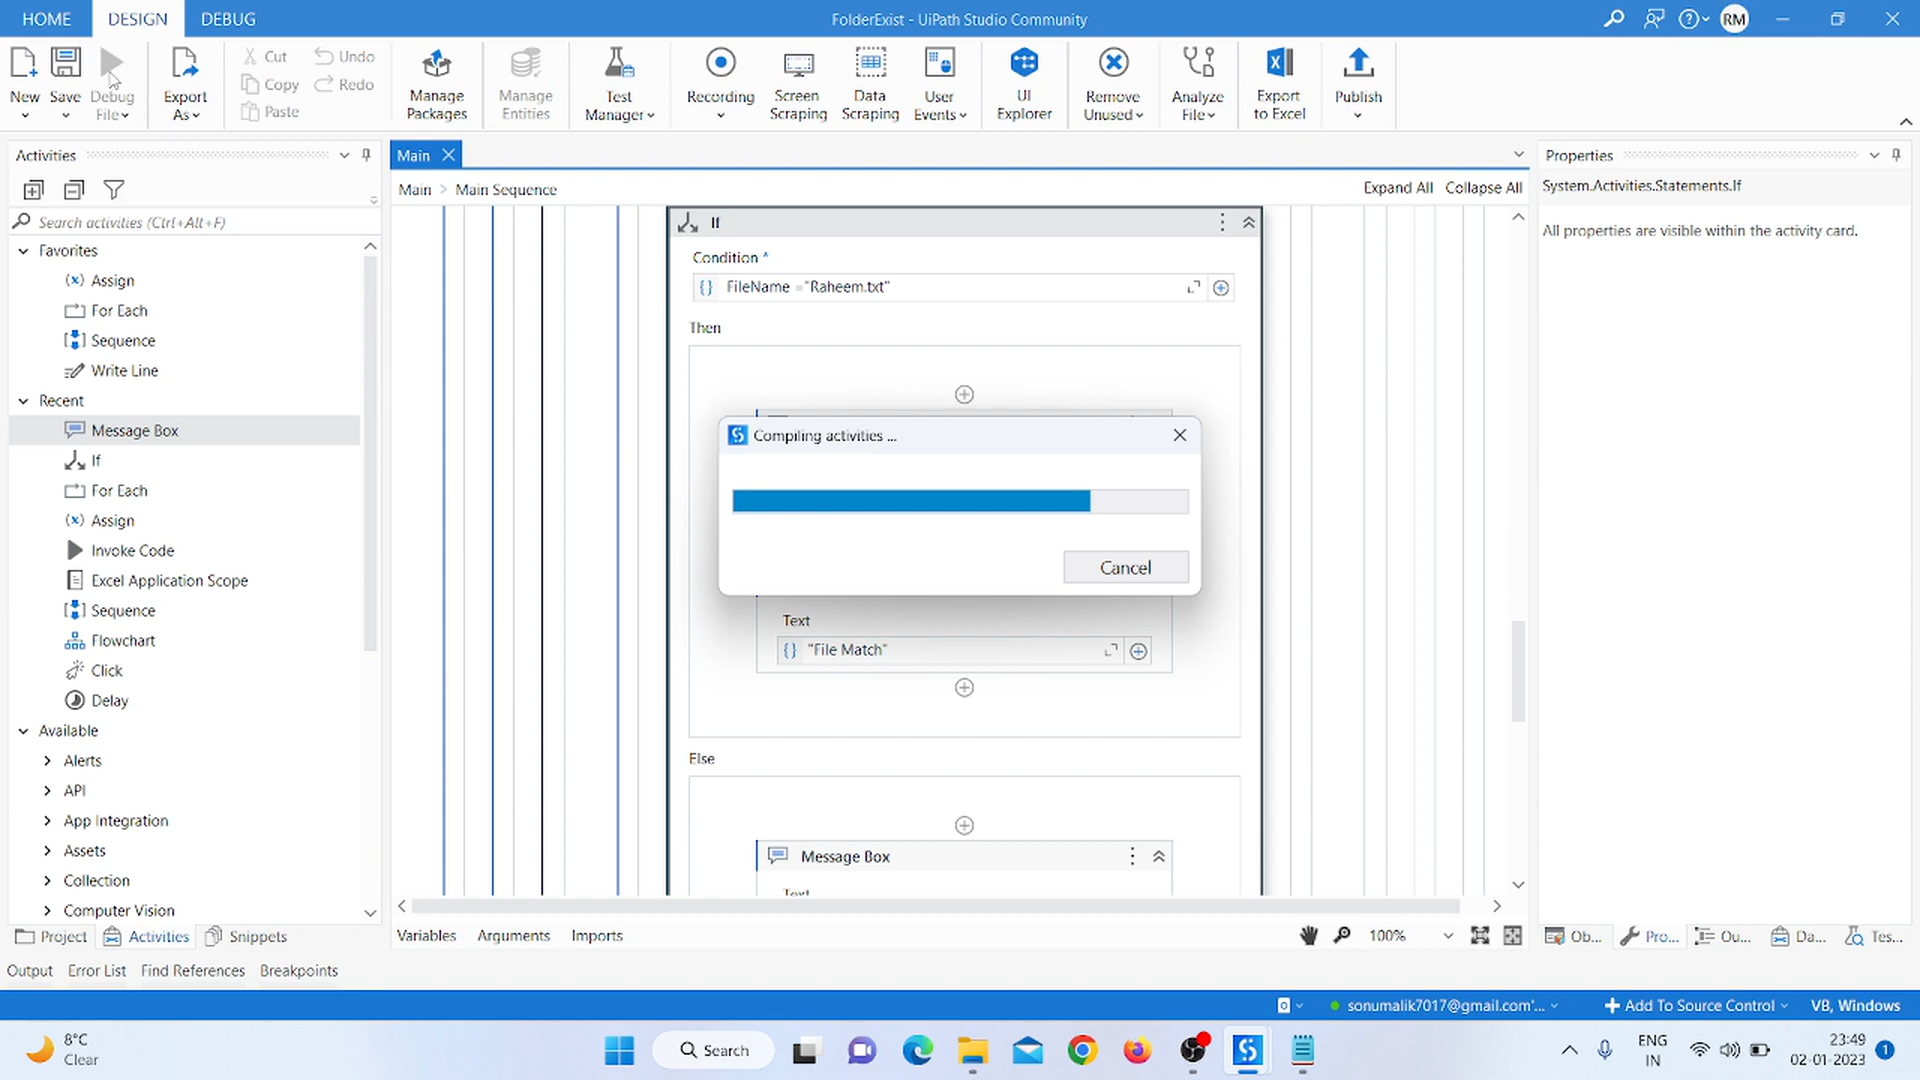 HOME
DESIGN
DEBUG
FolderExist - UiPath Studio Community
RM
New
Save
Debug File
Export As
Cut
Copy
Paste
Undo
Redo
Manage Packages
Manage Entities
Test Manager
Recording
Screen Scraping
Data Scraping
User Events
UI Explorer
Remove Unused
Analyze File
Export to Excel
Publish
Activities
Search activities (Ctrl+Alt+F)
Favorites
Assign
For Each
Sequence
Write Line
Recent
Message Box
If
For Each
Assign
Invoke Code
Excel Application Scope
Sequence
Flowchart
Click
Delay
Available
Alerts
API
App Integration
Assets
Collection
Computer Vision
Project
Activities
Snippets
Main
Main > Main Sequence
Expand All
Collapse All
If
Condition *
FileName ="Raheem.txt"
Then
Compiling activities ...
Cancel
Text
"File Match"
Else
Message Box
Text
Variables
Arguments
Imports
100%
Properties
System.Activities.Statements.If
All properties are visible within the activity card.
Ob...
Pro...
Ou...
Da...
Tes...
Output
Error List
Find References
Breakpoints
sonumalik7017@gmail.com'...
Add To Source Control
VB, Windows
8°C
Clear
Search
ENG
IN
23:49
02-01-2023
1